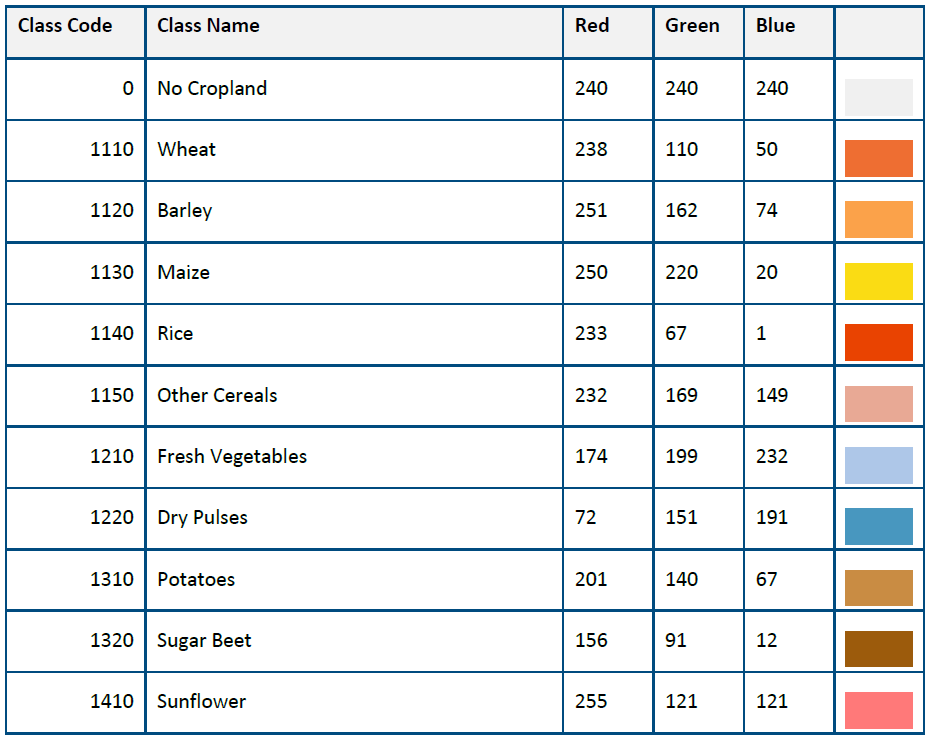 Class Code Class Name Red Green Blue
0 No Cropland 240 240 240
1110 Wheat 238 110 50
1120 Barley 251 162 74
1130 Maize 250 220 20
1140 Rice 233 67 1
1150 Other Cereals 232 169 149
1210 Fresh Vegetables 174 199 232
1220 Dry Pulses 72 151 191
1310 Potatoes 201 140 67
1320 Sugar Beet 156 91 12
1410 Sunflower 255 121 121